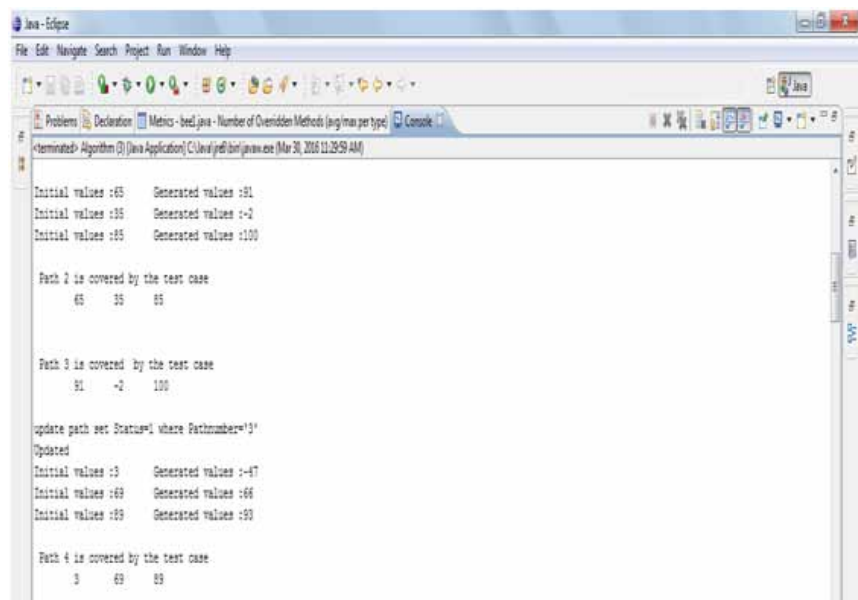 Java - Eclipse
File Edit Navigate Search Project Run Window Help
Java
Problems Declaration Metrics - bee1.java - Number of Overridden Methods (avg/max per type) Console
<terminated> Algorithm (3) [Java Application] C:\Java\jre6\bin\javaw.exe (Mar 30, 2016 11:29:59 AM)
Initial values :65 Generated values :91
Initial values :35 Generated values :-2
Initial values :85 Generated values :100
Path 2 is covered by the test case
65 35 85
Path 3 is covered by the test case
91 -2 100
update path set Status=1 where Pathnumber='3'
Updated
Initial values :3 Generated values :-47
Initial values :69 Generated values :66
Initial values :89 Generated values :93
Path 4 is covered by the test case
3 69 89